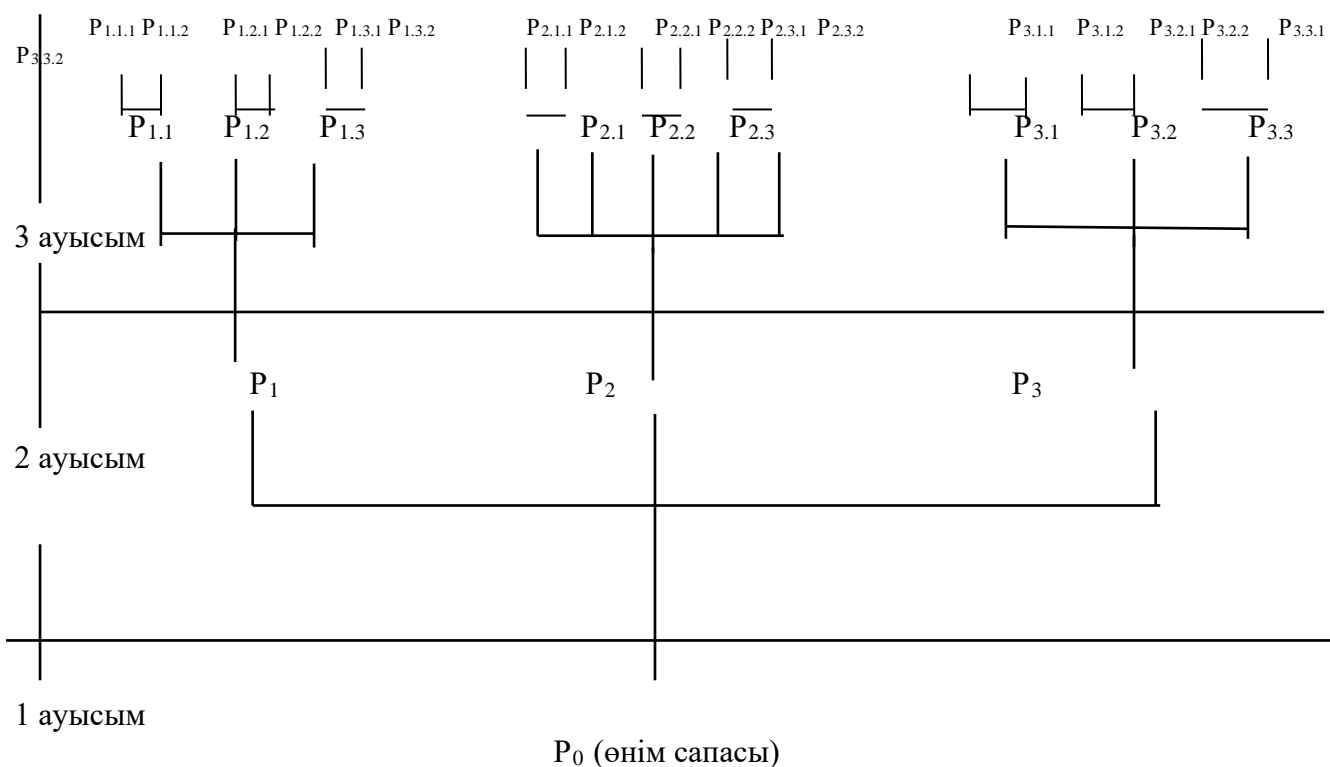 P1.1.1 P1.1.2 P1.2.1 P1.2.2 P1.3.1 P1.3.2 P2.1.1 P2.1.2 P2.2.1 P2.2.2 P2.3.1 P2.3.2 P3.1.1 P3.1.2 P3.2.1 P3.2.2 P3.3.1
P3.3.2
P1.1 P1.2 P1.3 P2.1 P2.2 P2.3 P3.1 P3.2 P3.3
3 ауысым
P1 P2 P3
2 ауысым
1 ауысым
P0 (өнім сапасы)